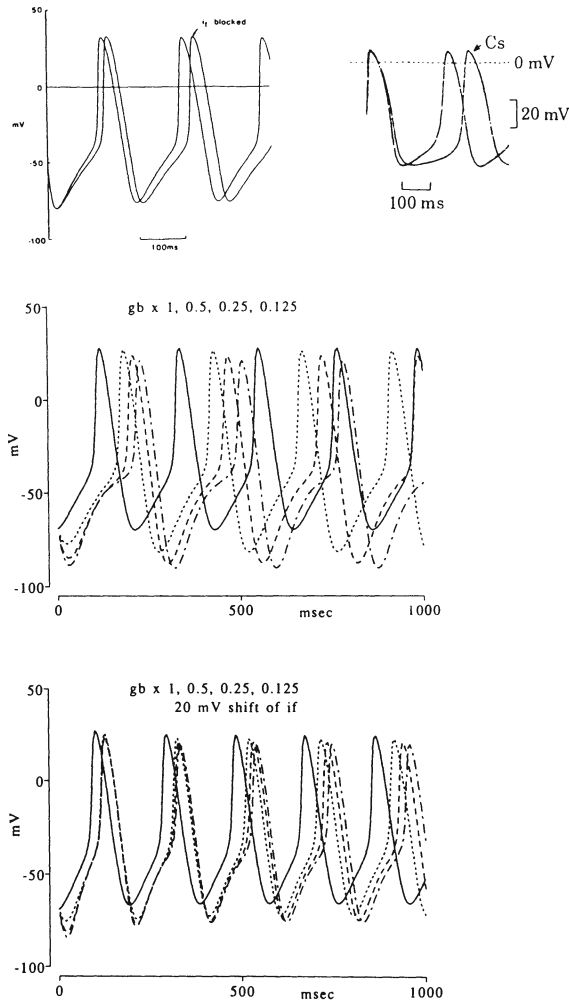 50
0
mV
-50
-100
if blocked
100ms
Cs
0 mV
20 mV
100 ms
gb x 1, 0.5, 0.25, 0.125
50
0
mV
-50
-100
0
500
1000
msec
gb x 1, 0.5, 0.25, 0.125
20 mV shift of if
50
0
mV
-50
-100
0
500
1000
msec